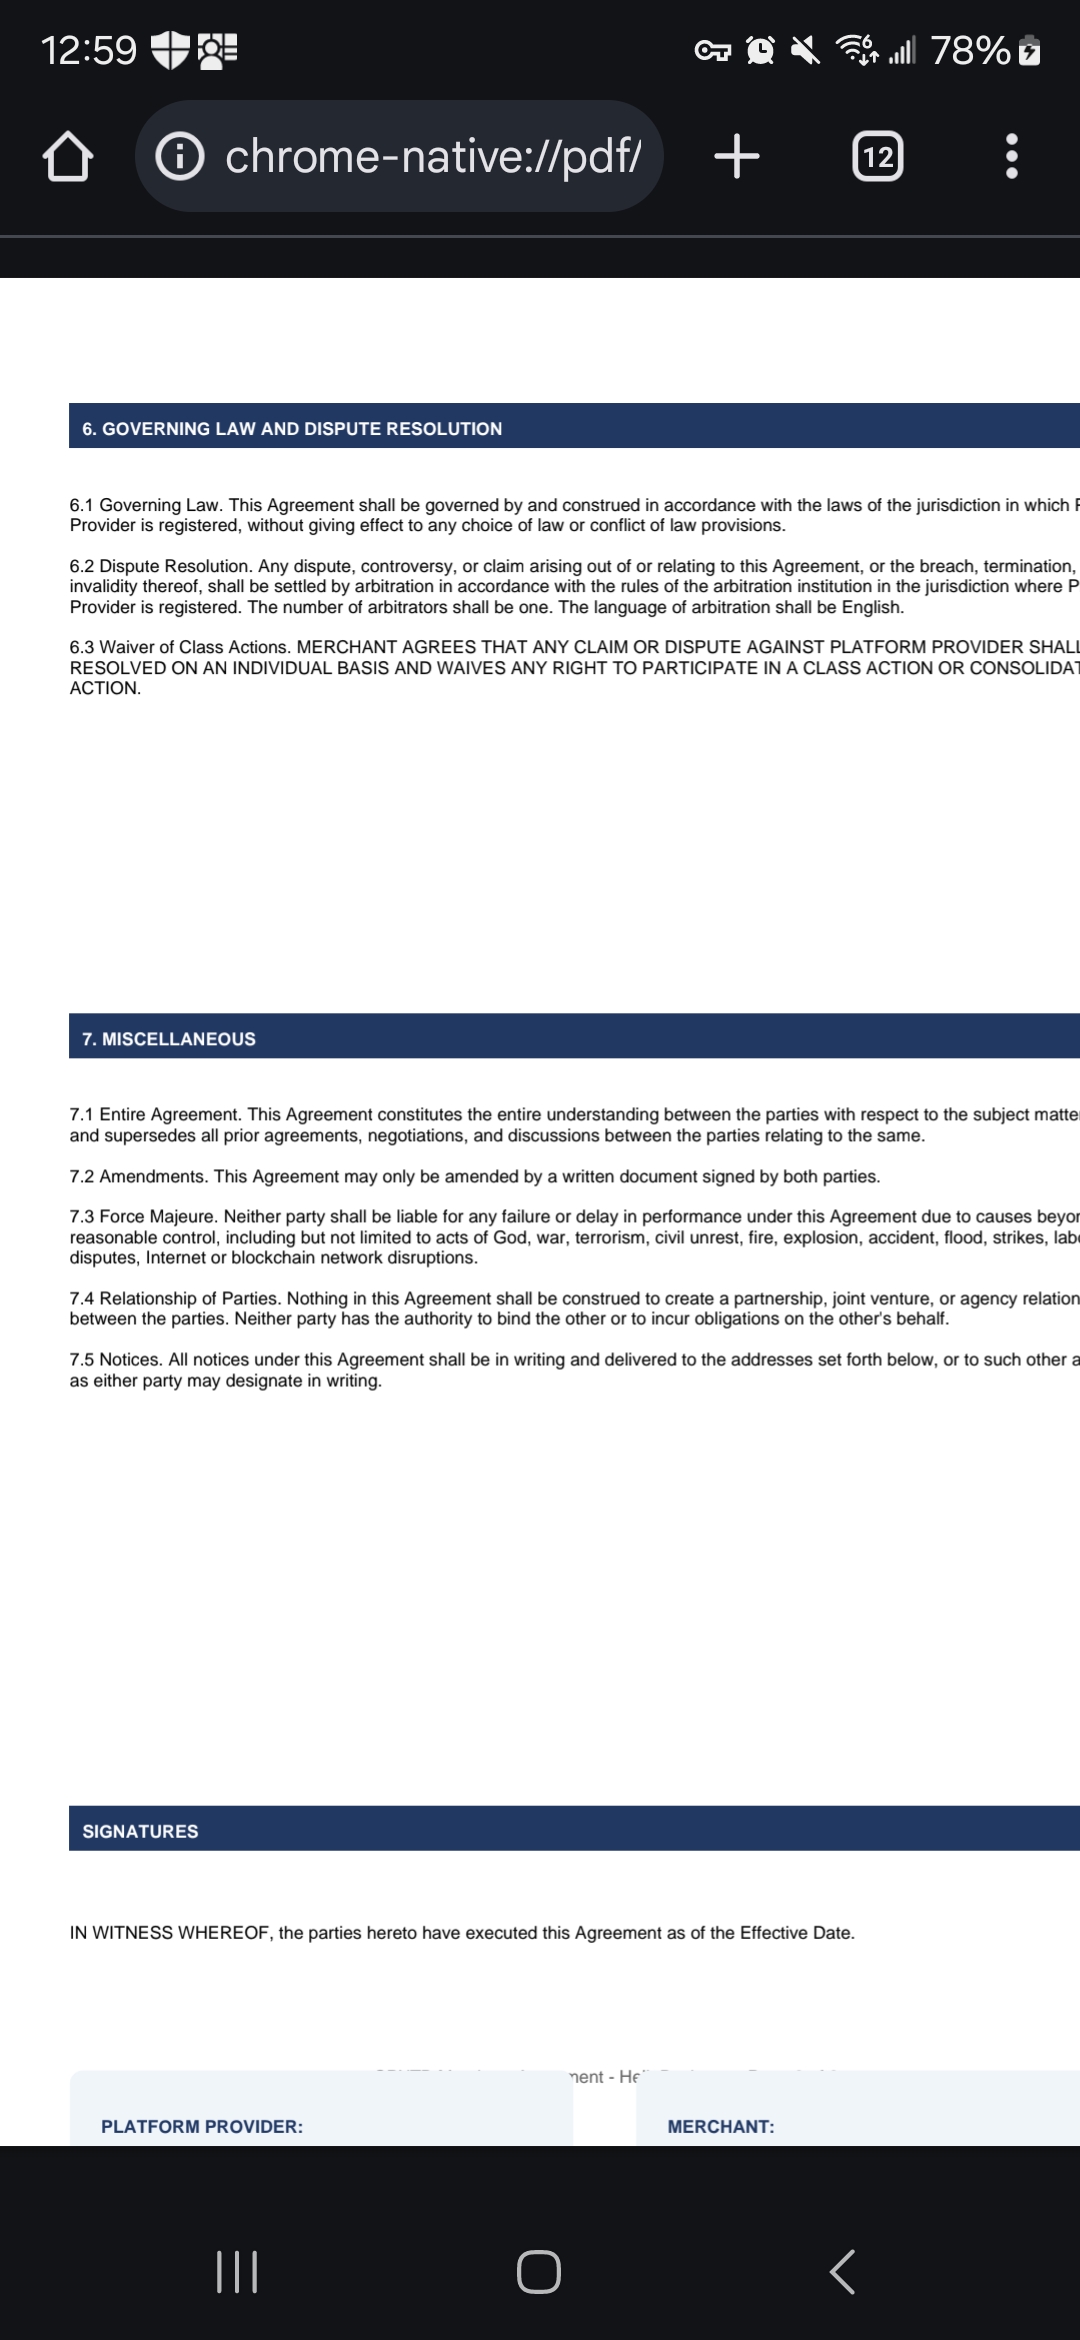 12:59
6
78%
chrome-native://pdf/
12
6. GOVERNING LAW AND DISPUTE RESOLUTION
6.1 Governing Law. This Agreement shall be governed by and construed in accordance with the laws of the jurisdiction in which
Provider is registered, without giving effect to any choice of law or conflict of law provisions.
6.2 Dispute Resolution. Any dispute, controversy, or claim arising out of or relating to this Agreement, or the breach, termination,
invalidity thereof, shall be settled by arbitration in accordance with the rules of the arbitration institution in the jurisdiction where
Provider is registered. The number of arbitrators shall be one. The language of arbitration shall be English.
6.3 Waiver of Class Actions. MERCHANT AGREES THAT ANY CLAIM OR DISPUTE AGAINST PLATFORM PROVIDER SHALL
RESOLVED ON AN INDIVIDUAL BASIS AND WAIVES ANY RIGHT TO PARTICIPATE IN A CLASS ACTION OR CONSOLIDAT
ACTION.
7. MISCELLANEOUS
7.1 Entire Agreement. This Agreement constitutes the entire understanding between the parties with respect to the subject matte
and supersedes all prior agreements, negotiations, and discussions between the parties relating to the same.
7.2 Amendments. This Agreement may only be amended by a written document signed by both parties.
7.3 Force Majeure. Neither party shall be liable for any failure or delay in performance under this Agreement due to causes beyo
reasonable control, including but not limited to acts of God, war, terrorism, civil unrest, fire, explosion, accident, flood, strikes, lab
disputes, Internet or blockchain network disruptions.
7.4 Relationship of Parties. Nothing in this Agreement shall be construed to create a partnership, joint venture, or agency relation
between the parties. Neither party has the authority to bind the other or to incur obligations on the other's behalf.
7.5 Notices. All notices under this Agreement shall be in writing and delivered to the addresses set forth below, or to such other a
as either party may designate in writing.
SIGNATURES
IN WITNESS WHEREOF, the parties hereto have executed this Agreement as of the Effective Date.
ment - He
PLATFORM PROVIDER:
MERCHANT: